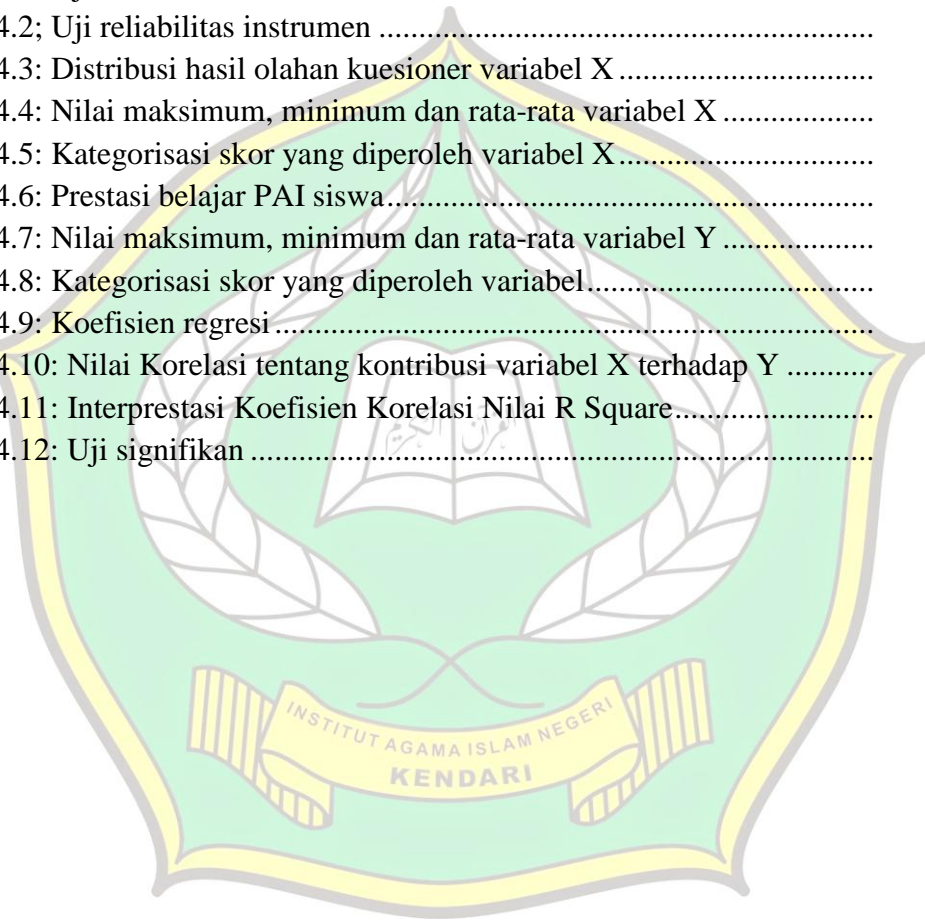 4.2; Uji reliabilitas instrumen ........................................................................
4.3: Distribusi hasil olahan kuesioner variabel X .....................................
4.4: Nilai maksimum, minimum dan rata-rata variabel X ......................
4.5: Kategorisasi skor yang diperoleh variabel X.....................................
4.6: Prestasi belajar PAI siswa.......................................................................
4.7: Nilai maksimum, minimum dan rata-rata variabel Y ......................
4.8: Kategorisasi skor yang diperoleh variabel..........................................
4.9: Koefisien regresi .......................................................................................
4.10: Nilai Korelasi tentang kontribusi variabel X terhadap Y .............
4.11: Interprestasi Koefisien Korelasi Nilai R Square.............................
4.12: Uji signifikan ..........................................................................................
القرآن الكريم
INSTITUT AGAMA ISLAM NEGERI
KENDARI